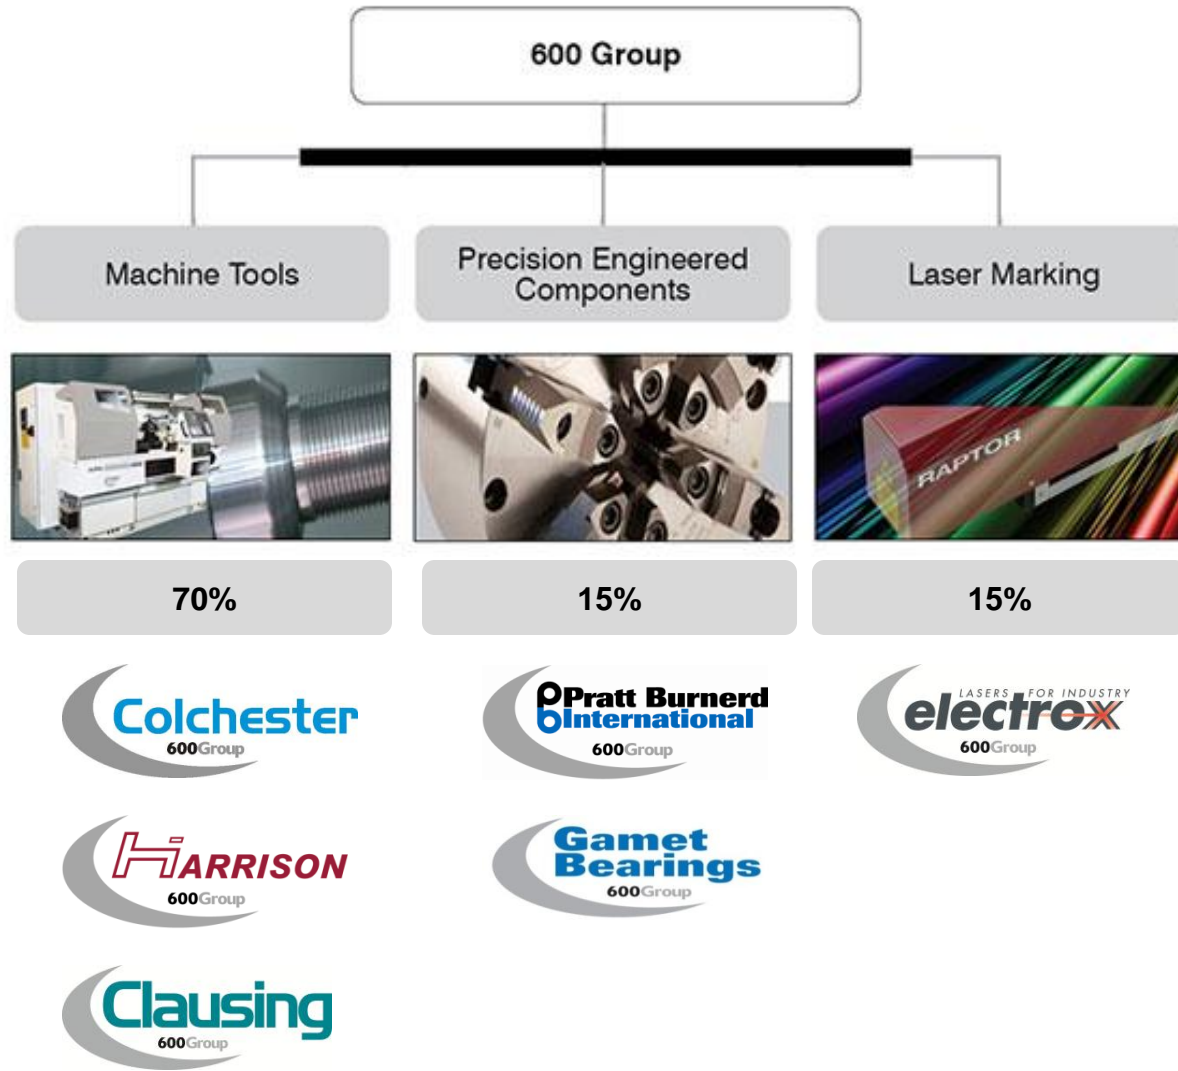 600 Group
Machine Tools
Precision Engineered
Components
Laser Marking
RAPTOR
70%
15%
15%
Colchester
600Group
Pratt Burnerd
International
600Group
LASERS FOR INDUSTRY
electrox
600Group
HARRISON
600Group
Gamet
Bearings
600Group
Clausing
600Group